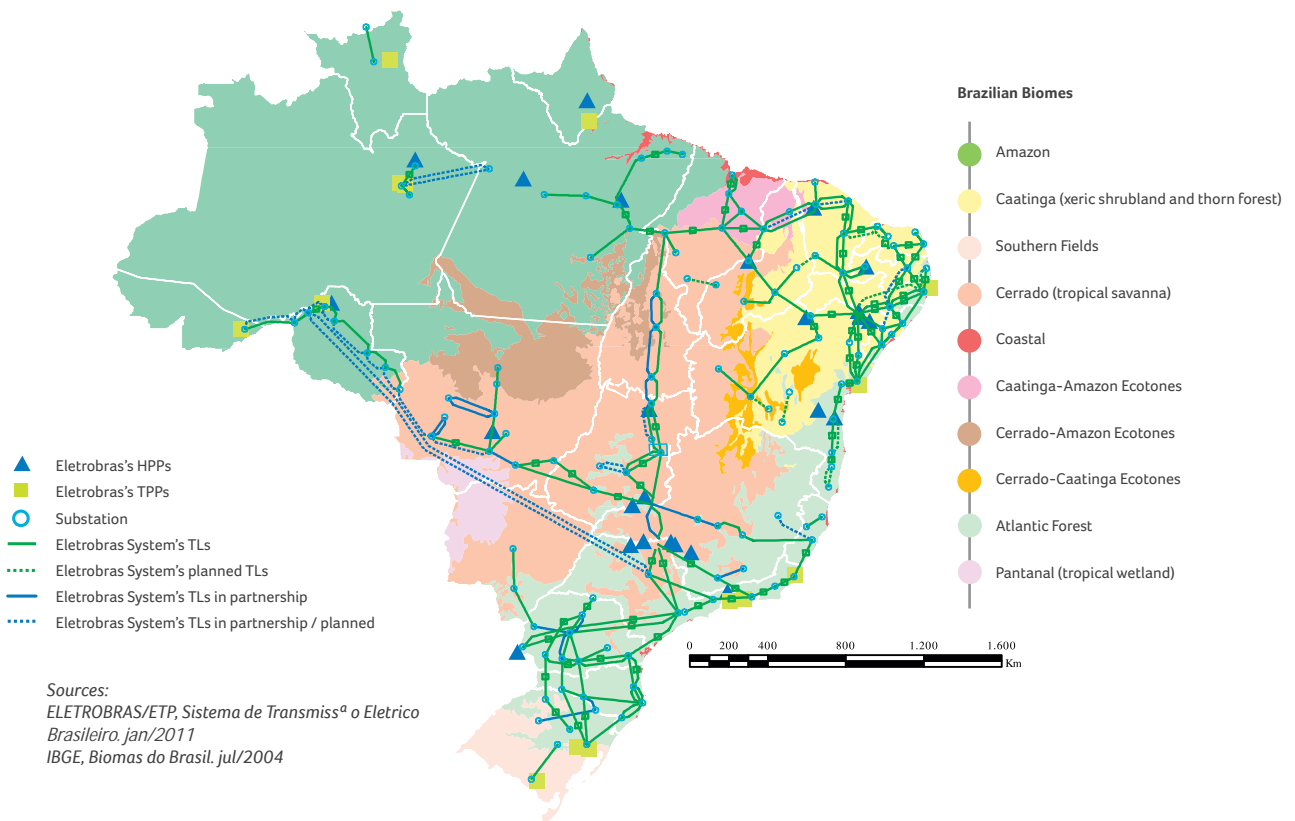 Brazilian Biomes
Amazon
Caatinga (xeric shrubland and thorn forest)
Southern Fields
Cerrado (tropical savanna)
Coastal
Caatinga-Amazon Ecotones
Cerrado-Amazon Ecotones
Cerrado-Caatinga Ecotones
Atlantic Forest
Pantanal (tropical wetland)
Eletrobras's HPPs
Eletrobras's TPPs
Substation
Eletrobras System's TLs
Eletrobras System's planned TLs
Eletrobras System's TLs in partnership
Eletrobras System's TLs in partnership / planned
0 200 400 800 1.200 1.600
Km
Sources:
ELETROBRAS/ETP, Sistema de Transmissª o Eletrico
Brasileiro. jan/2011
IBGE, Biomas do Brasil. jul/2004